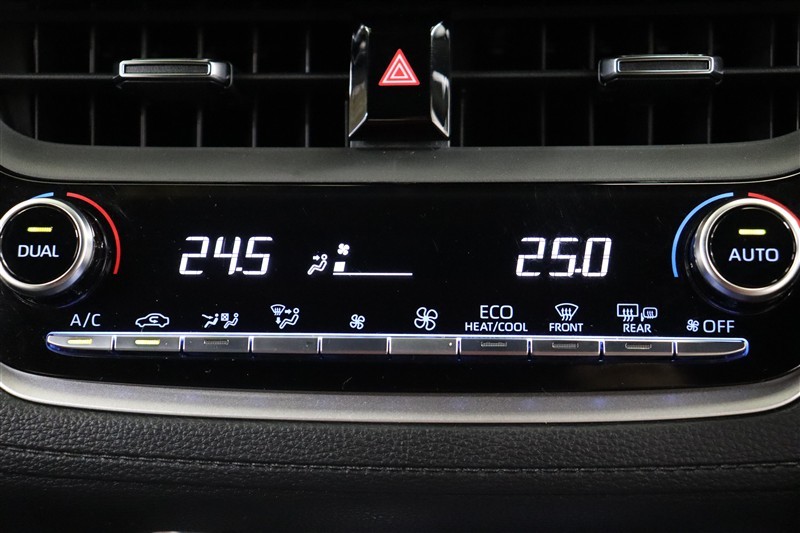 DUAL
24.5
25.0
AUTO
A/C
ECO
HEAT/COOL
FRONT
REAR
OFF